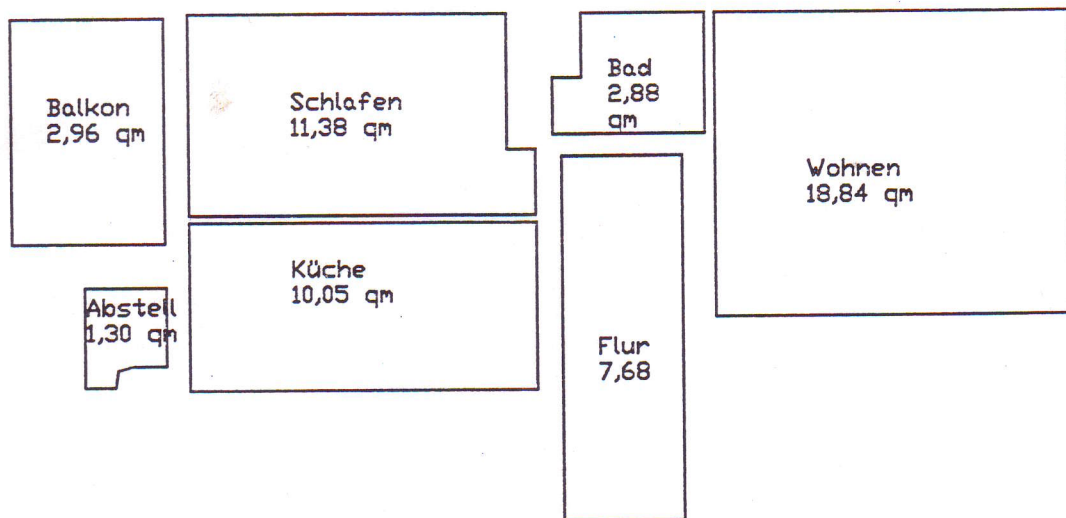 Balkon
2,96 qm
Schlafen
11,38 qm
Bad
2,88
qm
Wohnen
18,84 qm
Abstell
1,30 qm
Küche
10,05 qm
Flur
7,68